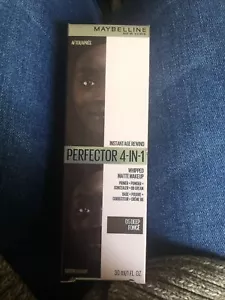 MAYBELLINE
NEW YORK
INSTANT AGE REWIND
PERFECTOR 4-IN-1
WHIPPED
MATTE MAKEUP
PRIMER + POWDER +
CONCEALER + BB CREAM
BASE + POUDRE +
CORRECTEUR + CRÈME BB
05 DEEP
FONCÉ
30 ml/1 FL. OZ.